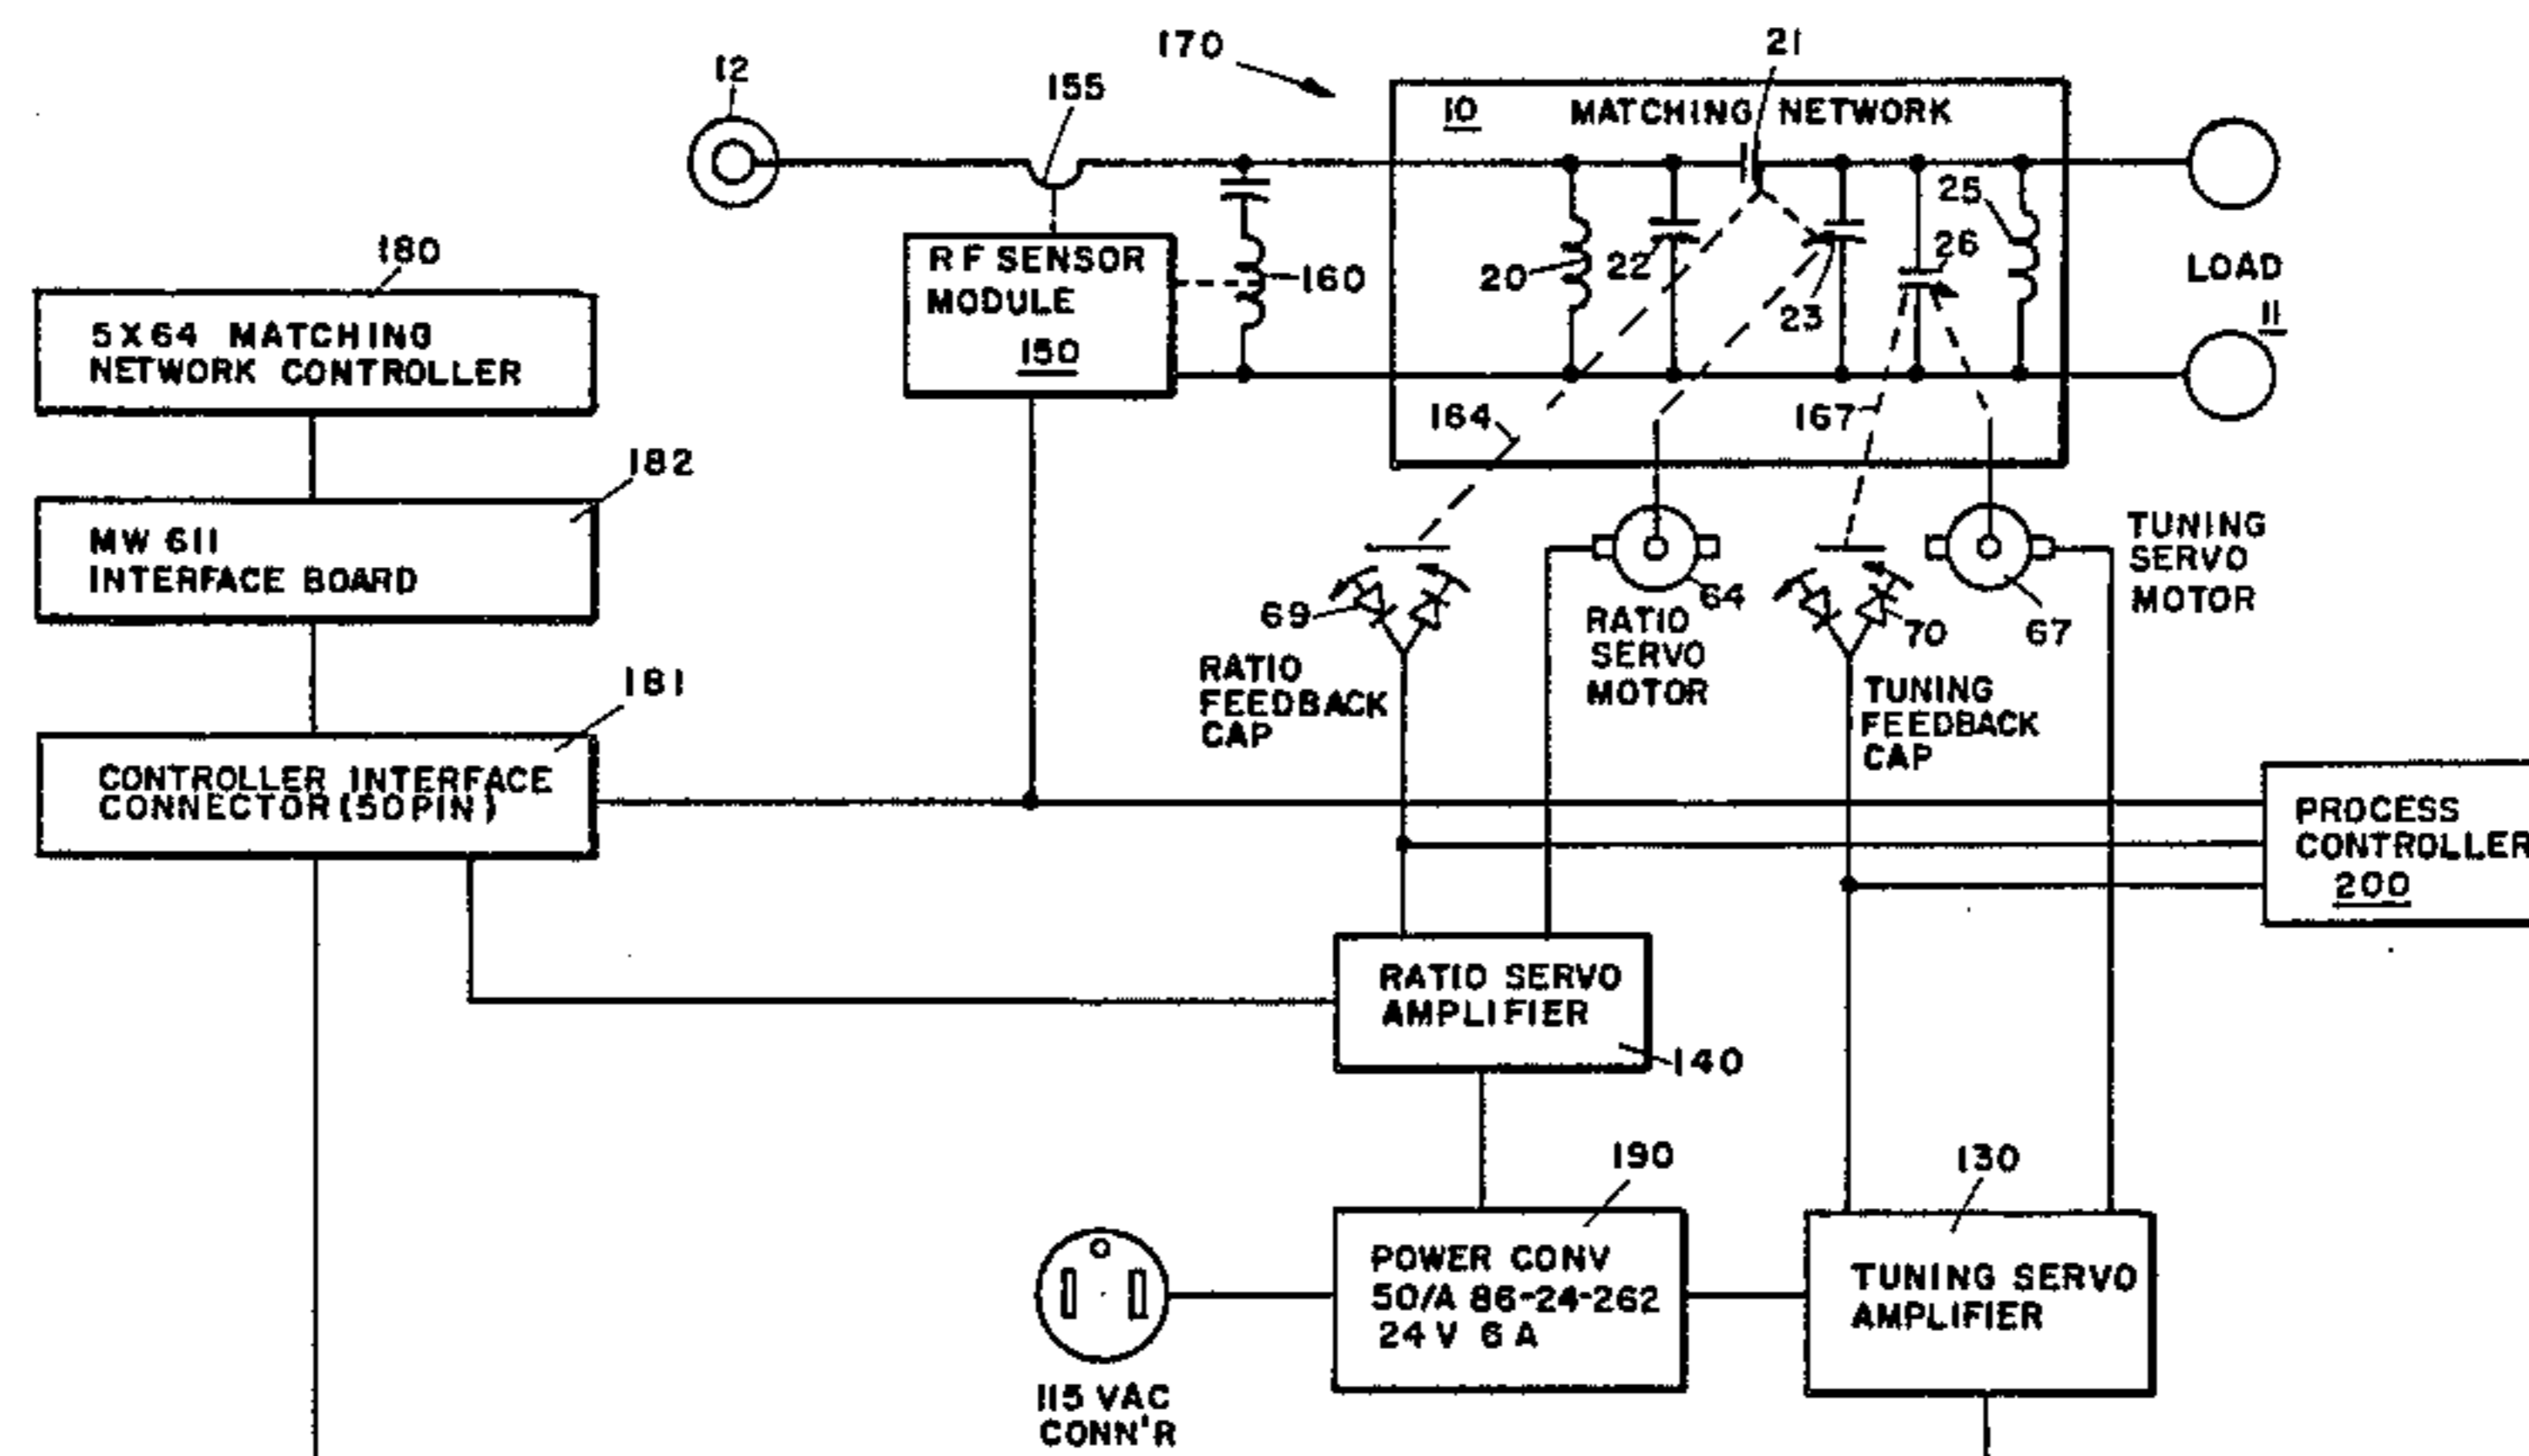 170
21
12
155
10 MATCHING NETWORK
180
RF SENSOR
MODULE
150
160
20
22
23
26
25
LOAD
11
5X64 MATCHING
NETWORK CONTROLLER
164
167
182
MW 611
INTERFACE BOARD
69
RATIO
FEEDBACK
CAP
64
RATIO
SERVO
MOTOR
70
TUNING
FEEDBACK
CAP
67
TUNING
SERVO
MOTOR
181
CONTROLLER INTERFACE
CONNECTOR (50PIN)
PROCESS
CONTROLLER
200
RATIO SERVO
AMPLIFIER
140
190
130
POWER CONV
50/A 86-24-262
24 V 6 A
TUNING SERVO
AMPLIFIER
115 VAC
CONN'R